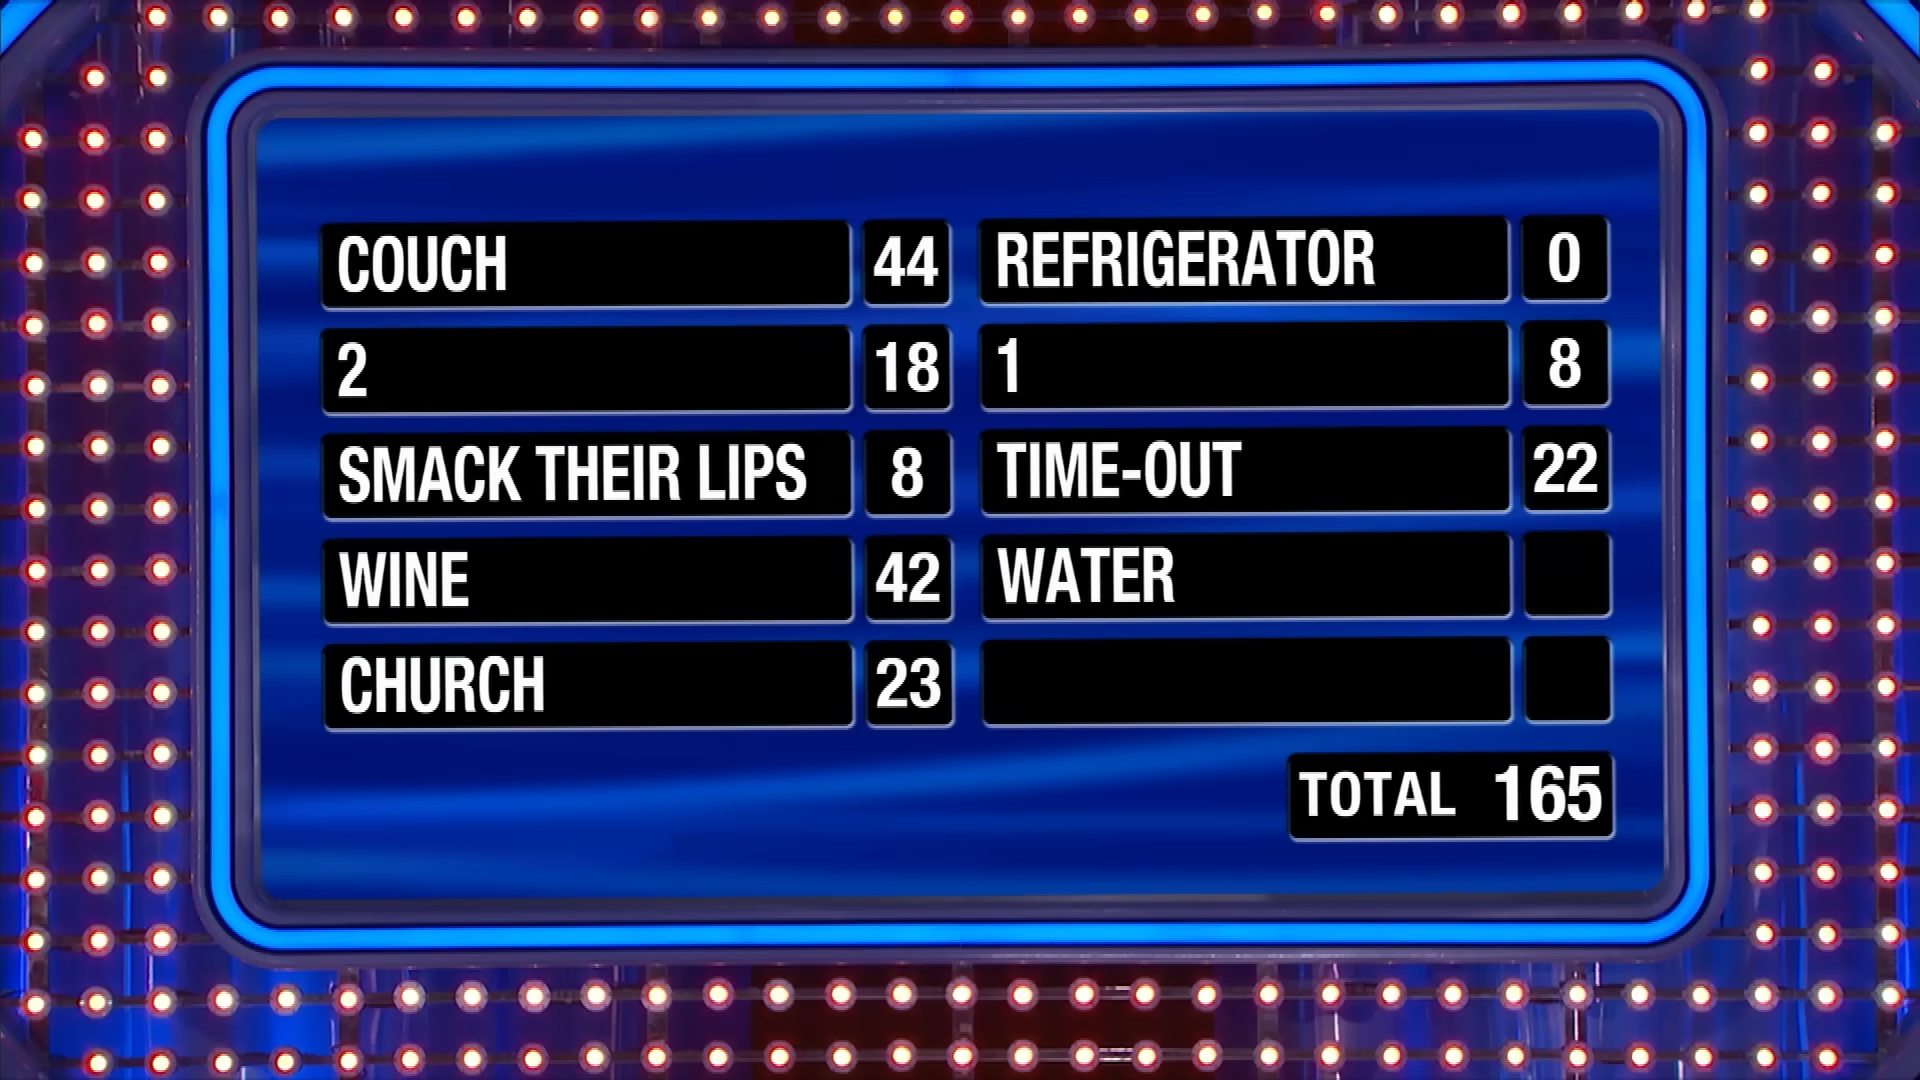 COUCH 44
2 18
SMACK THEIR LIPS 8
WINE 42
CHURCH 23
REFRIGERATOR 0
1 8
TIME-OUT 22
WATER
TOTAL 165